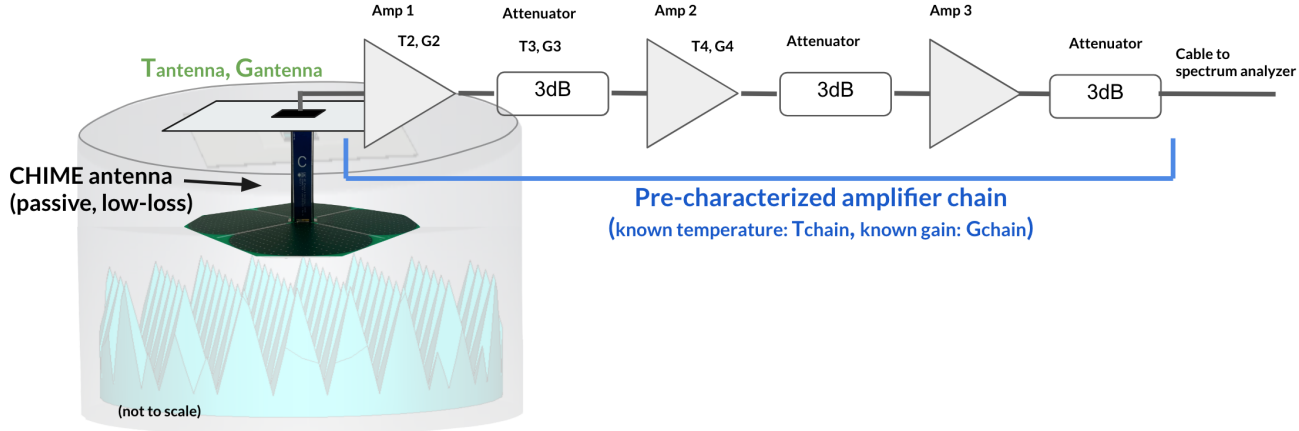 Amp 1
Attenuator
Amp 2
Amp 3
T2, G2
T3, G3
T4, G4
Attenuator
Attenuator
Cable to
spectrum analyzer
Tantenna, Gantenna
3dB
3dB
3dB
C
CHIME antenna
(passive, low-loss)
Pre-characterized amplifier chain
(known temperature: Tchain, known gain: Gchain)
(not to scale)